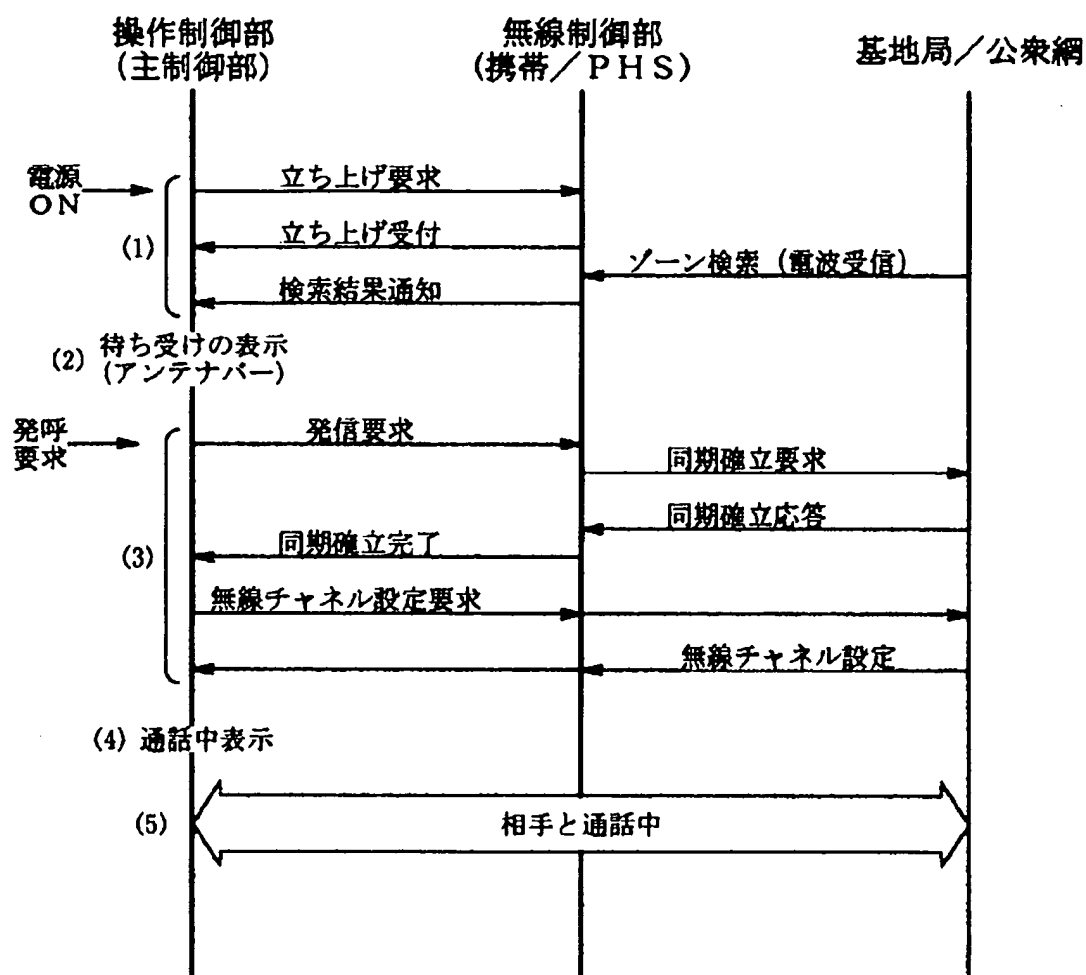 操作制御部
(主制御部)
無線制御部
(携帯／PHS)
基地局／公衆網
電源
ON
立ち上げ要求
(1)
立ち上げ受付
ゾーン検索（電波受信）
検索結果通知
(2) 待ち受けの表示
(アンテナバー)
発呼
要求
発信要求
同期確立要求
同期確立応答
(3)
同期確立完了
無線チャネル設定要求
無線チャネル設定
(4) 通話中表示
(5)
相手と通話中